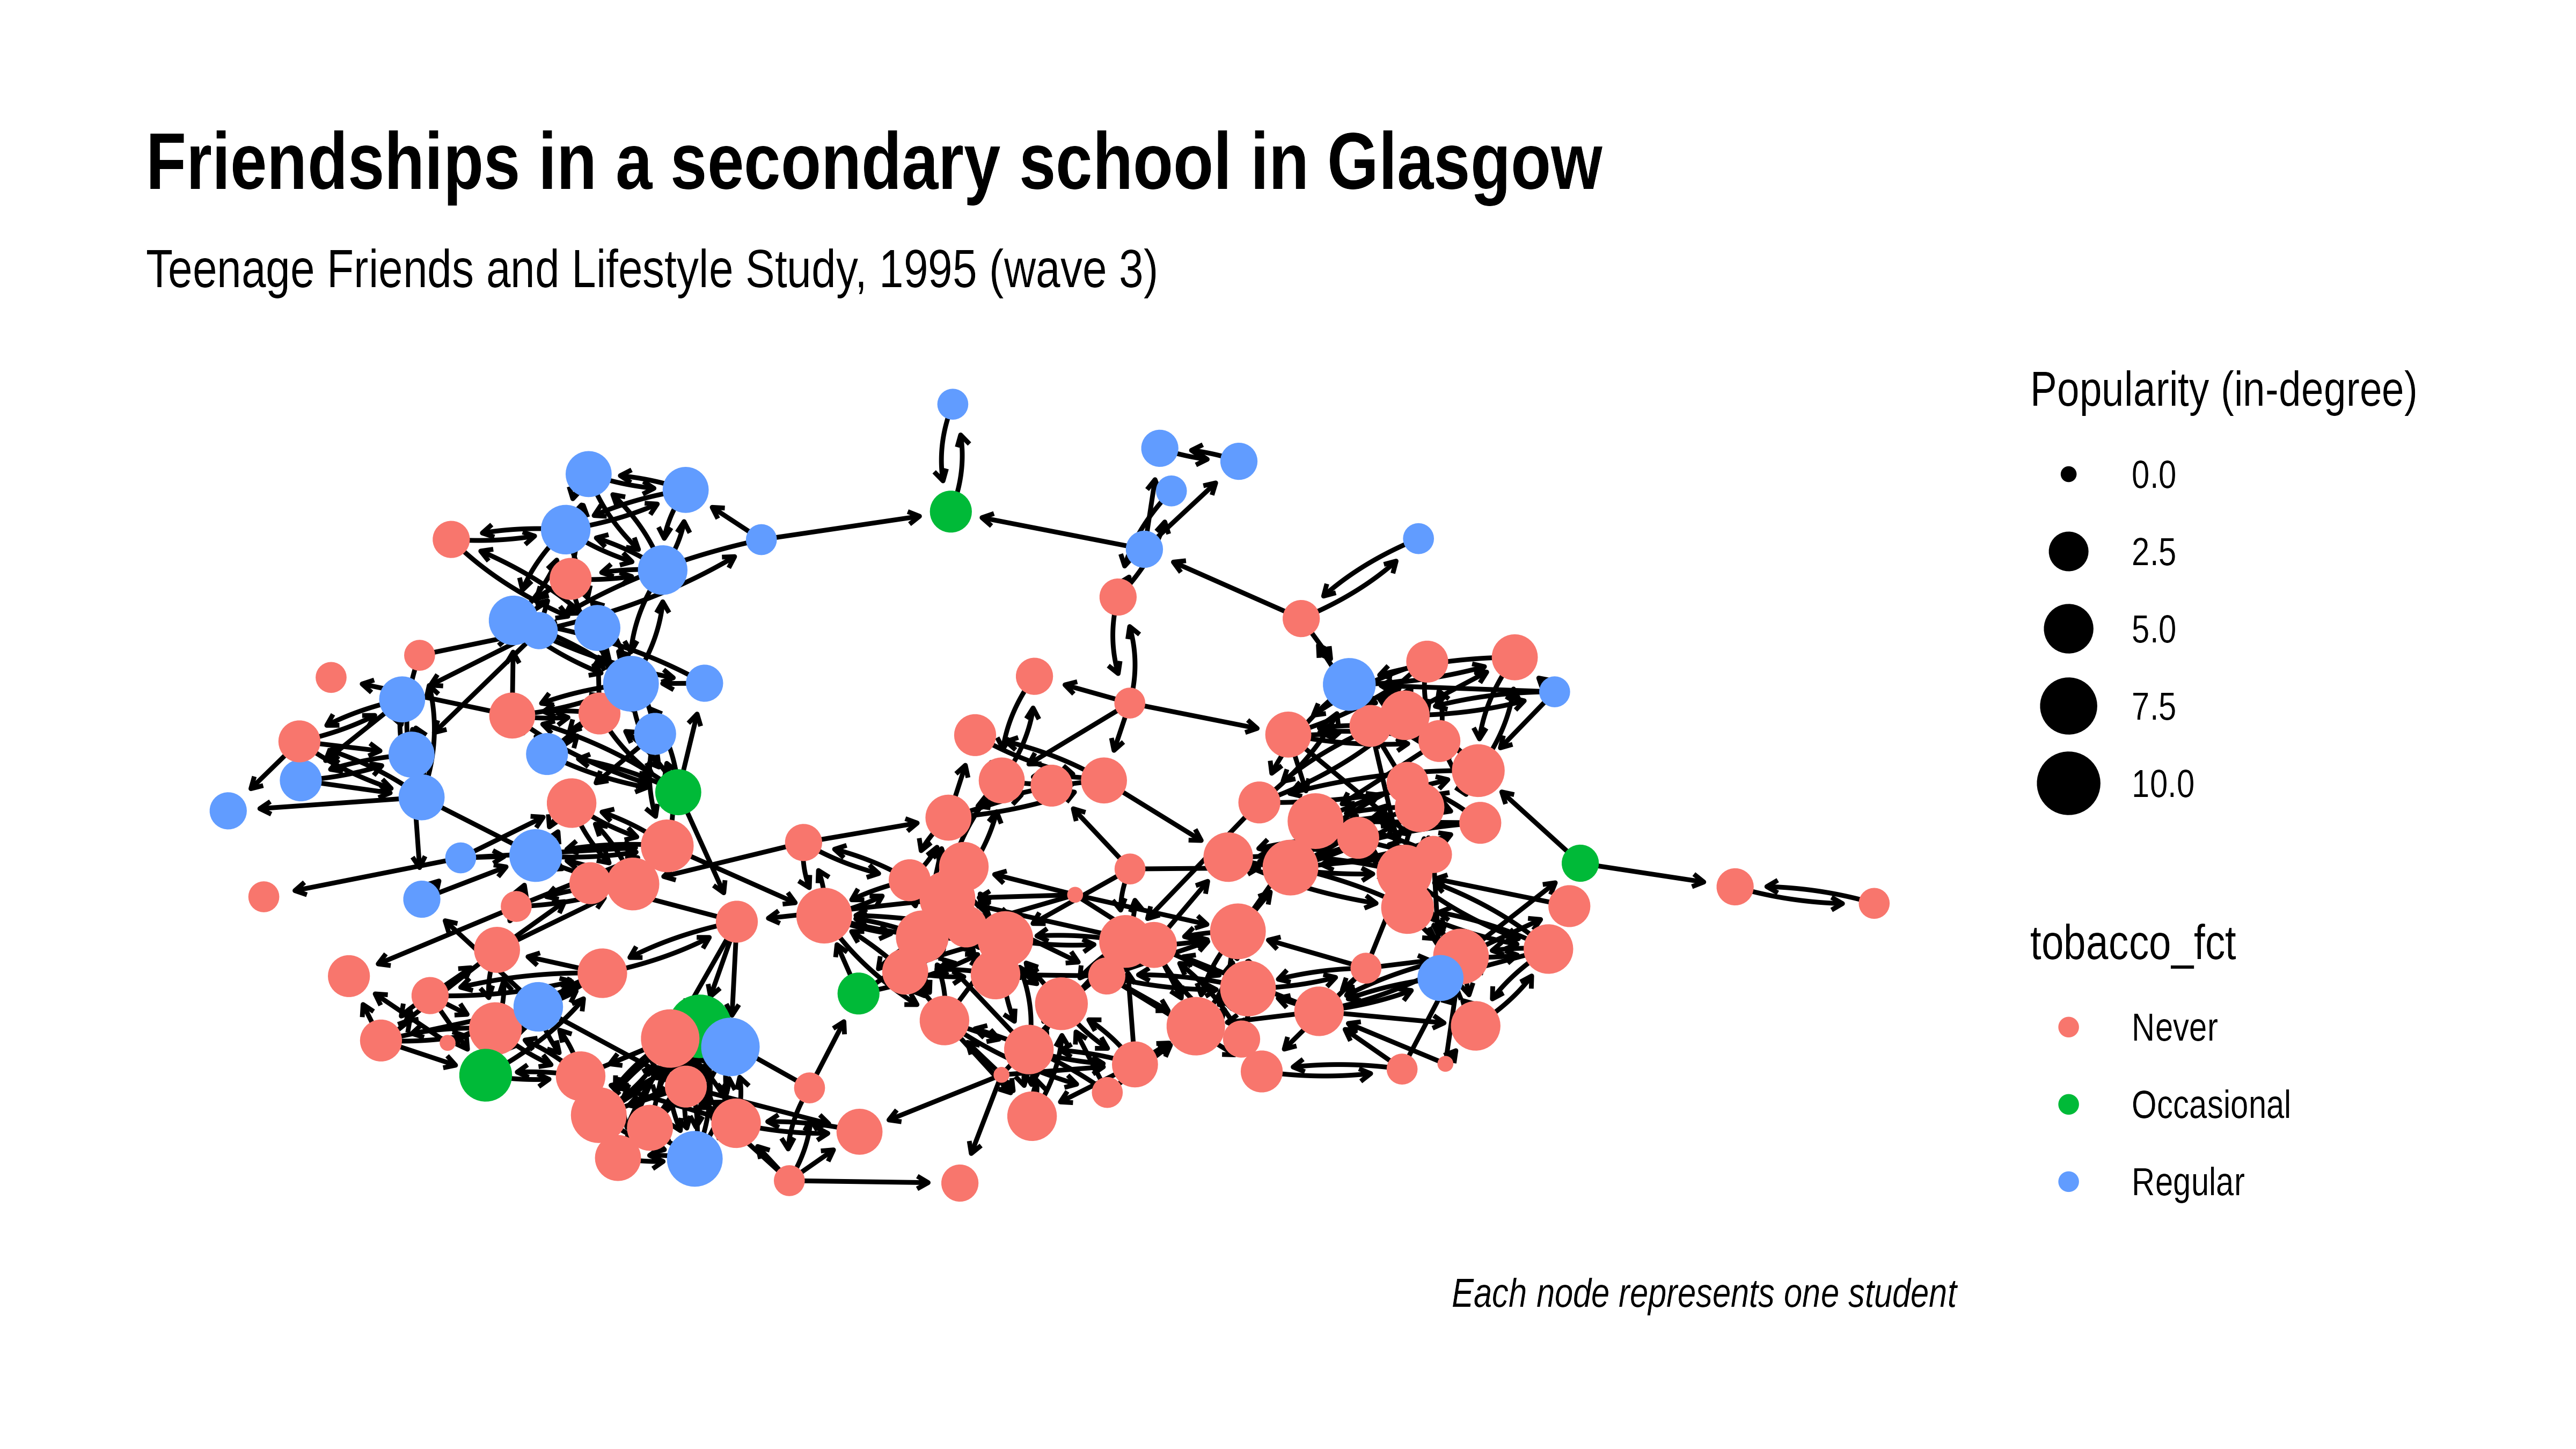 Friendships in a secondary school in Glasgow
Teenage Friends and Lifestyle Study, 1995 (wave 3)
Popularity (in-degree)
0.0
2.5
5.0
7.5
10.0
tobacco_fct
Never
Occasional
Regular
Each node represents one student